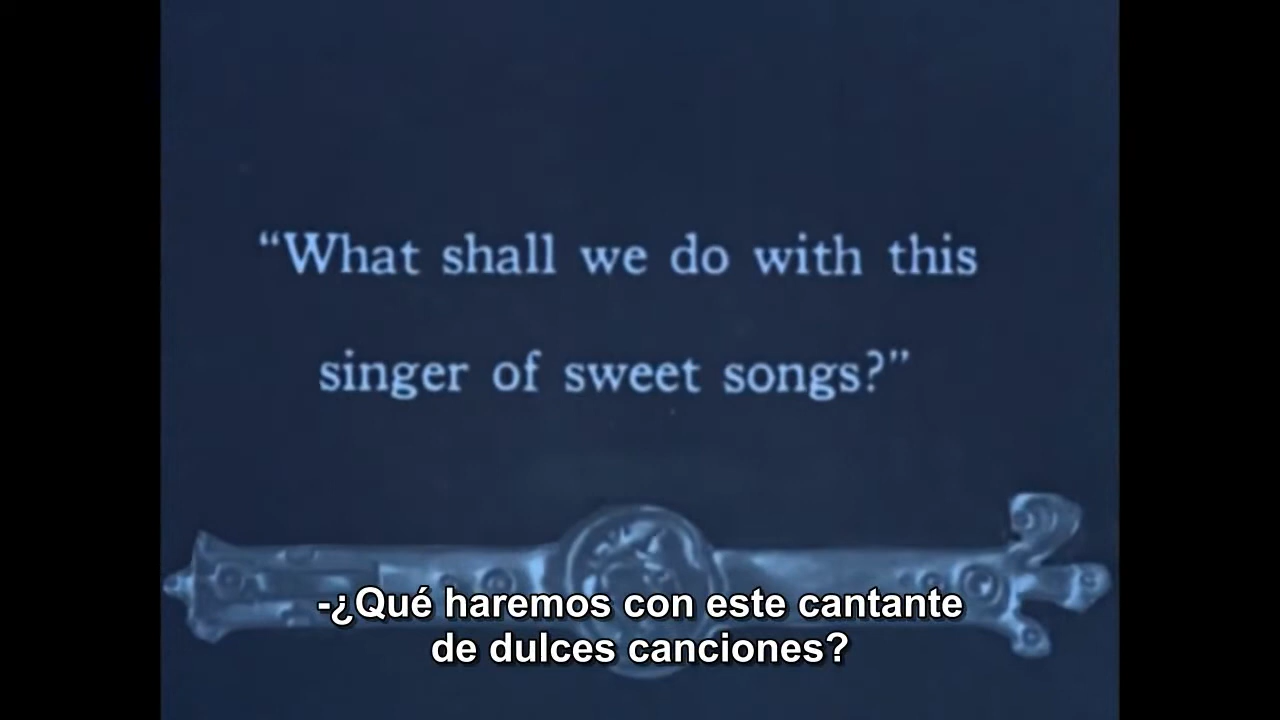 “What shall we do with this
singer of sweet songs?”
-¿Qué haremos con este cantante
de dulces canciones?